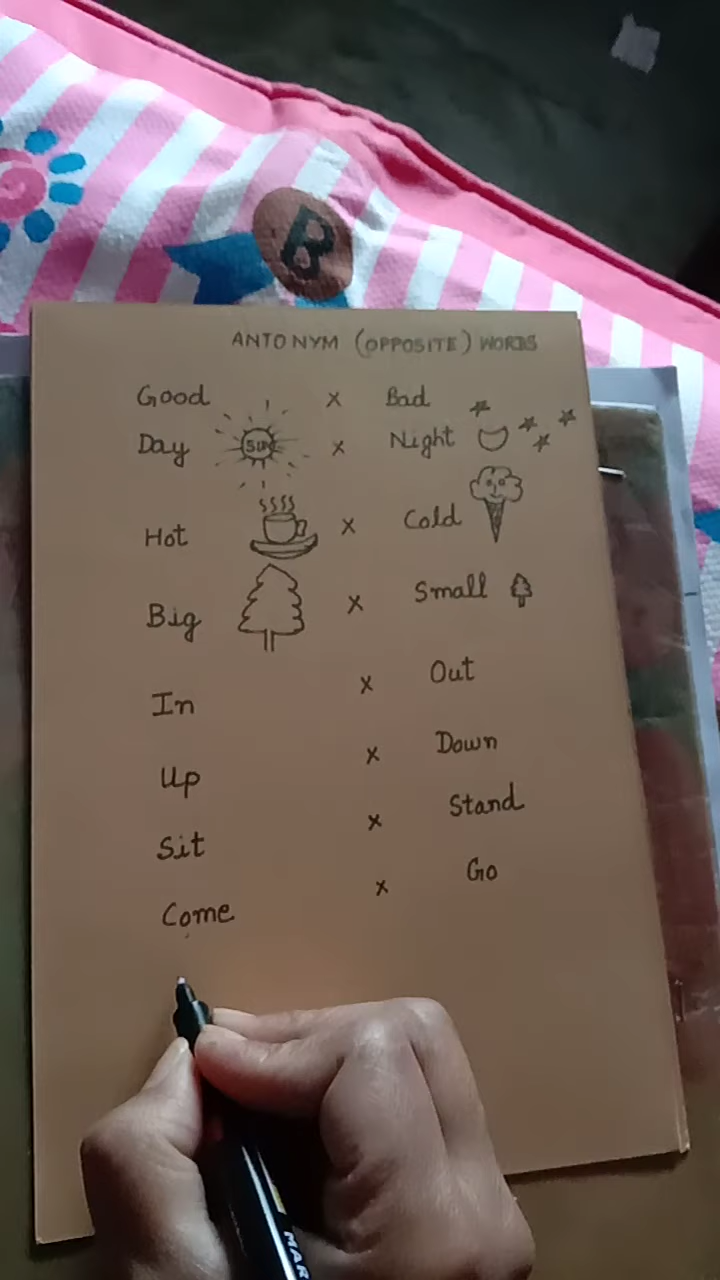 B
ANTONYM (OPPOSITE) WORDS
Good x Bad
Day SUN x Night
Hot x Cold
Big x Small
In x Out
Up x Down
Sit x Stand
Come x Go
MAR